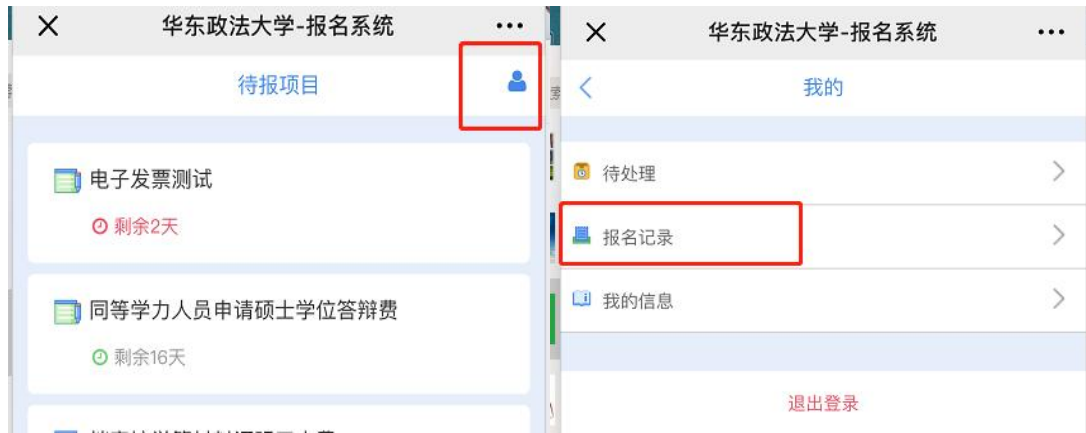 华东政法大学-报名系统
待报项目
电子发票测试
剩余2天
同等学力人员申请硕士学位答辩费
剩余16天
华东政法大学-报名系统
我的
待处理
报名记录
我的信息
退出登录